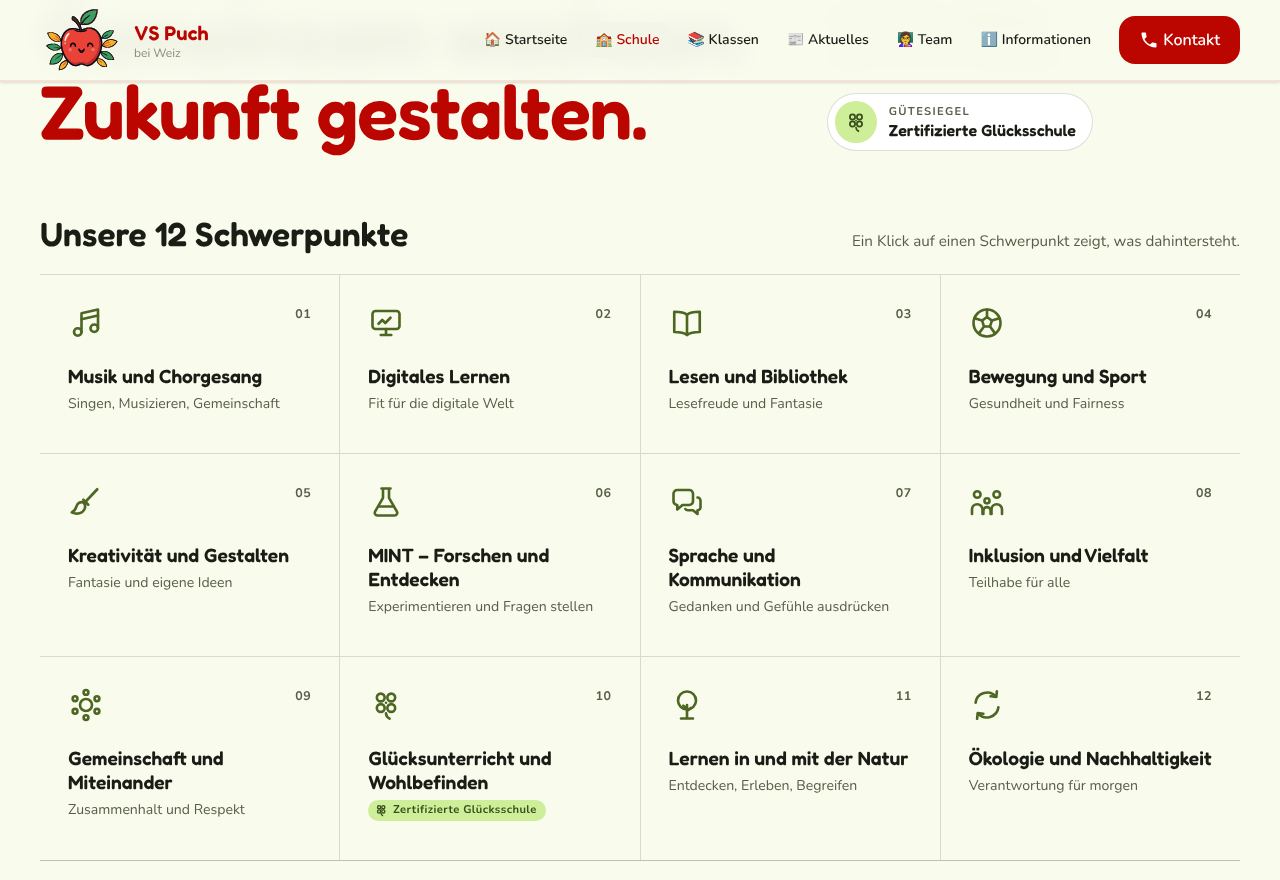 VS Puch
bei Weiz
🏠 Startseite
🏫 Schule
📚 Klassen
📰 Aktuelles
👩‍🏫 Team
ℹ️ Informationen
Kontakt
Zukunft gestalten.
GÜTESIEGEL
Zertifizierte Glücksschule
Unsere 12 Schwerpunkte
Ein Klick auf einen Schwerpunkt zeigt, was dahintersteht.
01
Musik und Chorgesang
Singen, Musizieren, Gemeinschaft
02
Digitales Lernen
Fit für die digitale Welt
03
Lesen und Bibliothek
Lesefreude und Fantasie
04
Bewegung und Sport
Gesundheit und Fairness
05
Kreativität und Gestalten
Fantasie und eigene Ideen
06
MINT – Forschen und
Entdecken
Experimentieren und Fragen stellen
07
Sprache und
Kommunikation
Gedanken und Gefühle ausdrücken
08
Inklusion und Vielfalt
Teilhabe für alle
09
Gemeinschaft und
Miteinander
Zusammenhalt und Respekt
10
Glücksunterricht und
Wohlbefinden
Zertifizierte Glücksschule
11
Lernen in und mit der Natur
Entdecken, Erleben, Begreifen
12
Ökologie und Nachhaltigkeit
Verantwortung für morgen